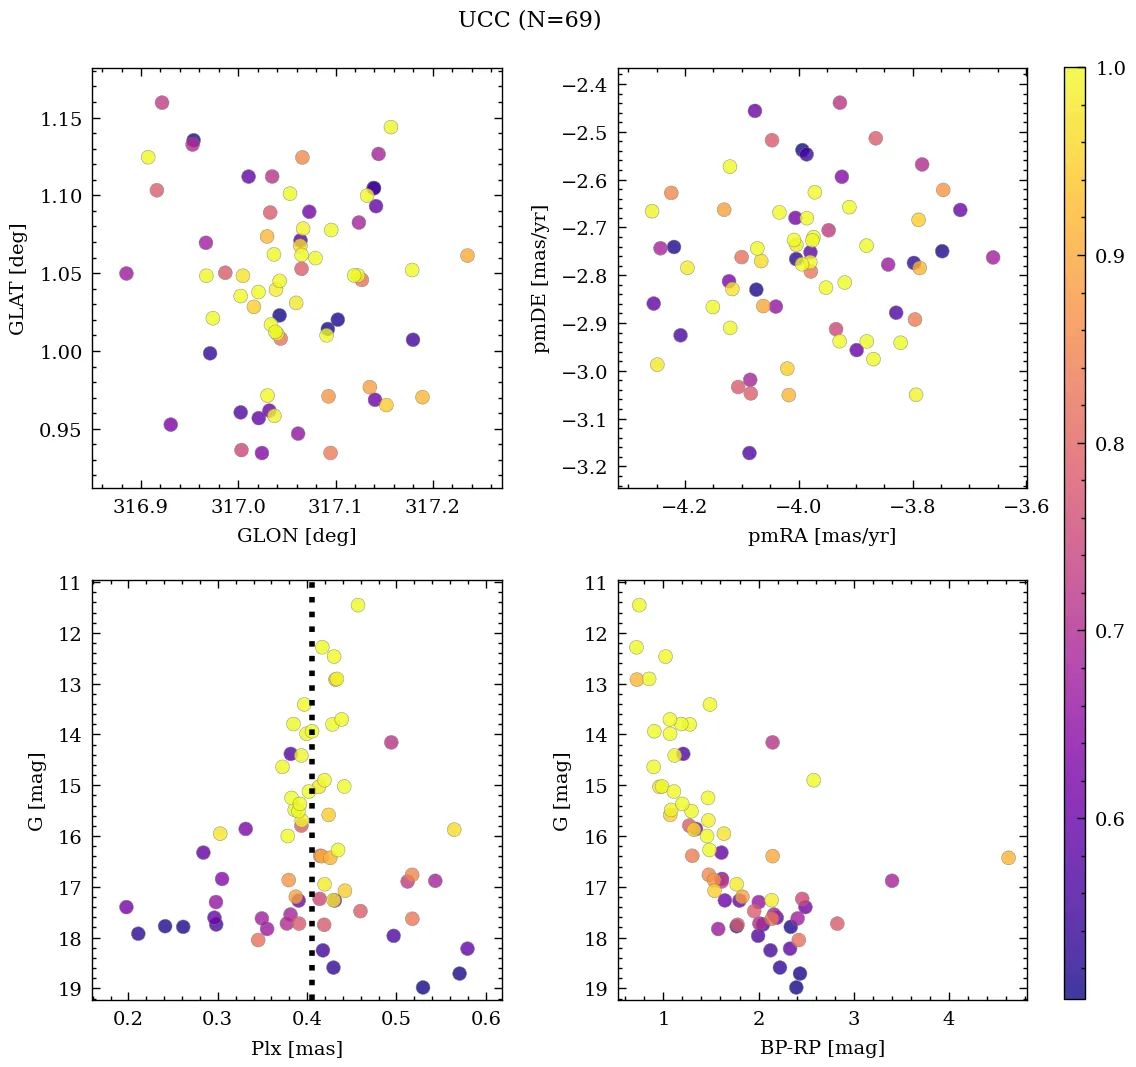 UCC (N=69)
1.15
1.10
1.05
1.00
0.95
GLAT [deg]
316.9 317.0 317.1 317.2
GLON [deg]
−2.4
−2.5
−2.6
−2.7
−2.8
−2.9
−3.0
−3.1
−3.2
pmDE [mas/yr]
−4.2 −4.0 −3.8 −3.6
pmRA [mas/yr]
11
12
13
14
15
16
17
18
19
G [mag]
0.2 0.3 0.4 0.5 0.6
Plx [mas]
11
12
13
14
15
16
17
18
19
G [mag]
1 2 3 4
BP-RP [mag]
1.0
0.9
0.8
0.7
0.6